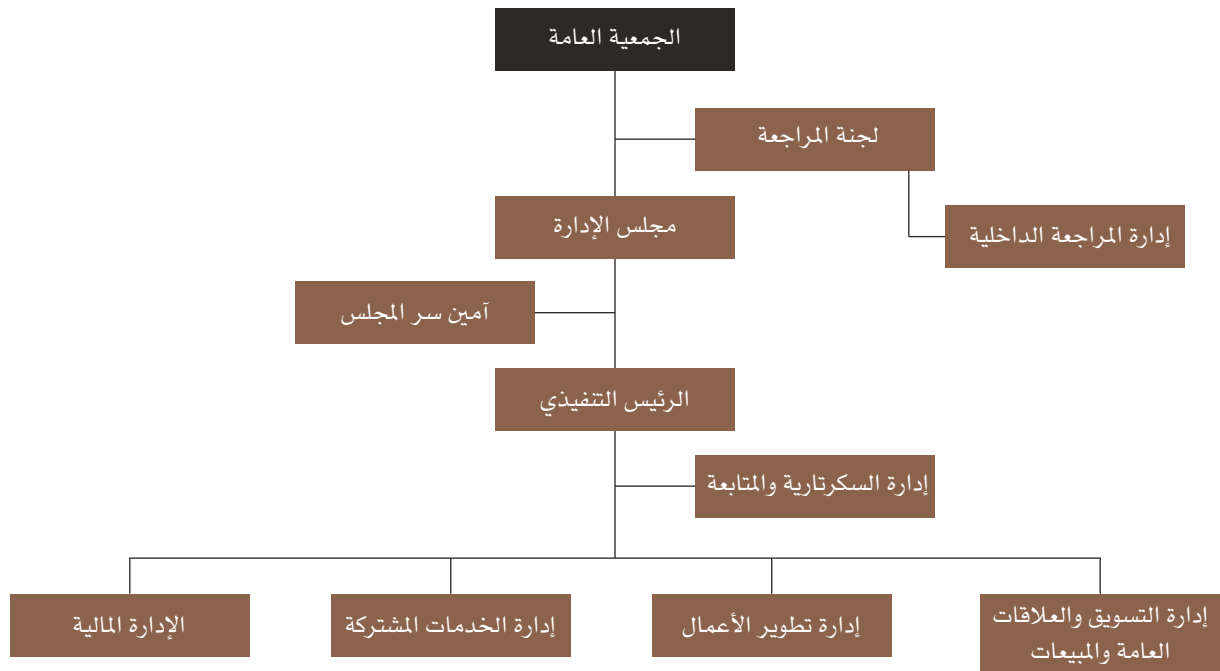 الجمعية العامة
لجنة المراجعة
مجلس الإدارة
إدارة المراجعة الداخلية
آمين سر المجلس
الرئيس التنفيذي
إدارة السكرتارية والمتابعة
إدارة التسويق والعلاقات
العامة والمبيعات
إدارة تطوير الأعمال
إدارة الخدمات المشتركة
الإدارة المالية